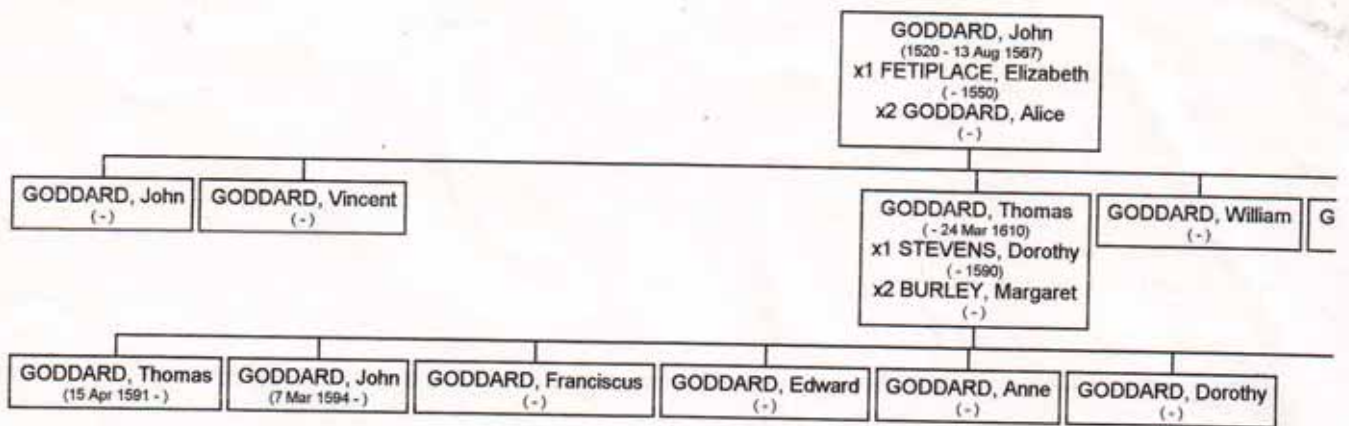 GODDARD, John
(1520 - 13 Aug 1567)
x1 FETIPLACE, Elizabeth
( - 1550)
x2 GODDARD, Alice
( - )
GODDARD, John
( - )
GODDARD, Vincent
( - )
GODDARD, Thomas
( - 24 Mar 1610)
x1 STEVENS, Dorothy
( - 1590)
x2 BURLEY, Margaret
( - )
GODDARD, William
( - )
G
GODDARD, Thomas
(15 Apr 1591 - )
GODDARD, John
(7 Mar 1594 - )
GODDARD, Franciscus
( - )
GODDARD, Edward
( - )
GODDARD, Anne
( - )
GODDARD, Dorothy
( - )